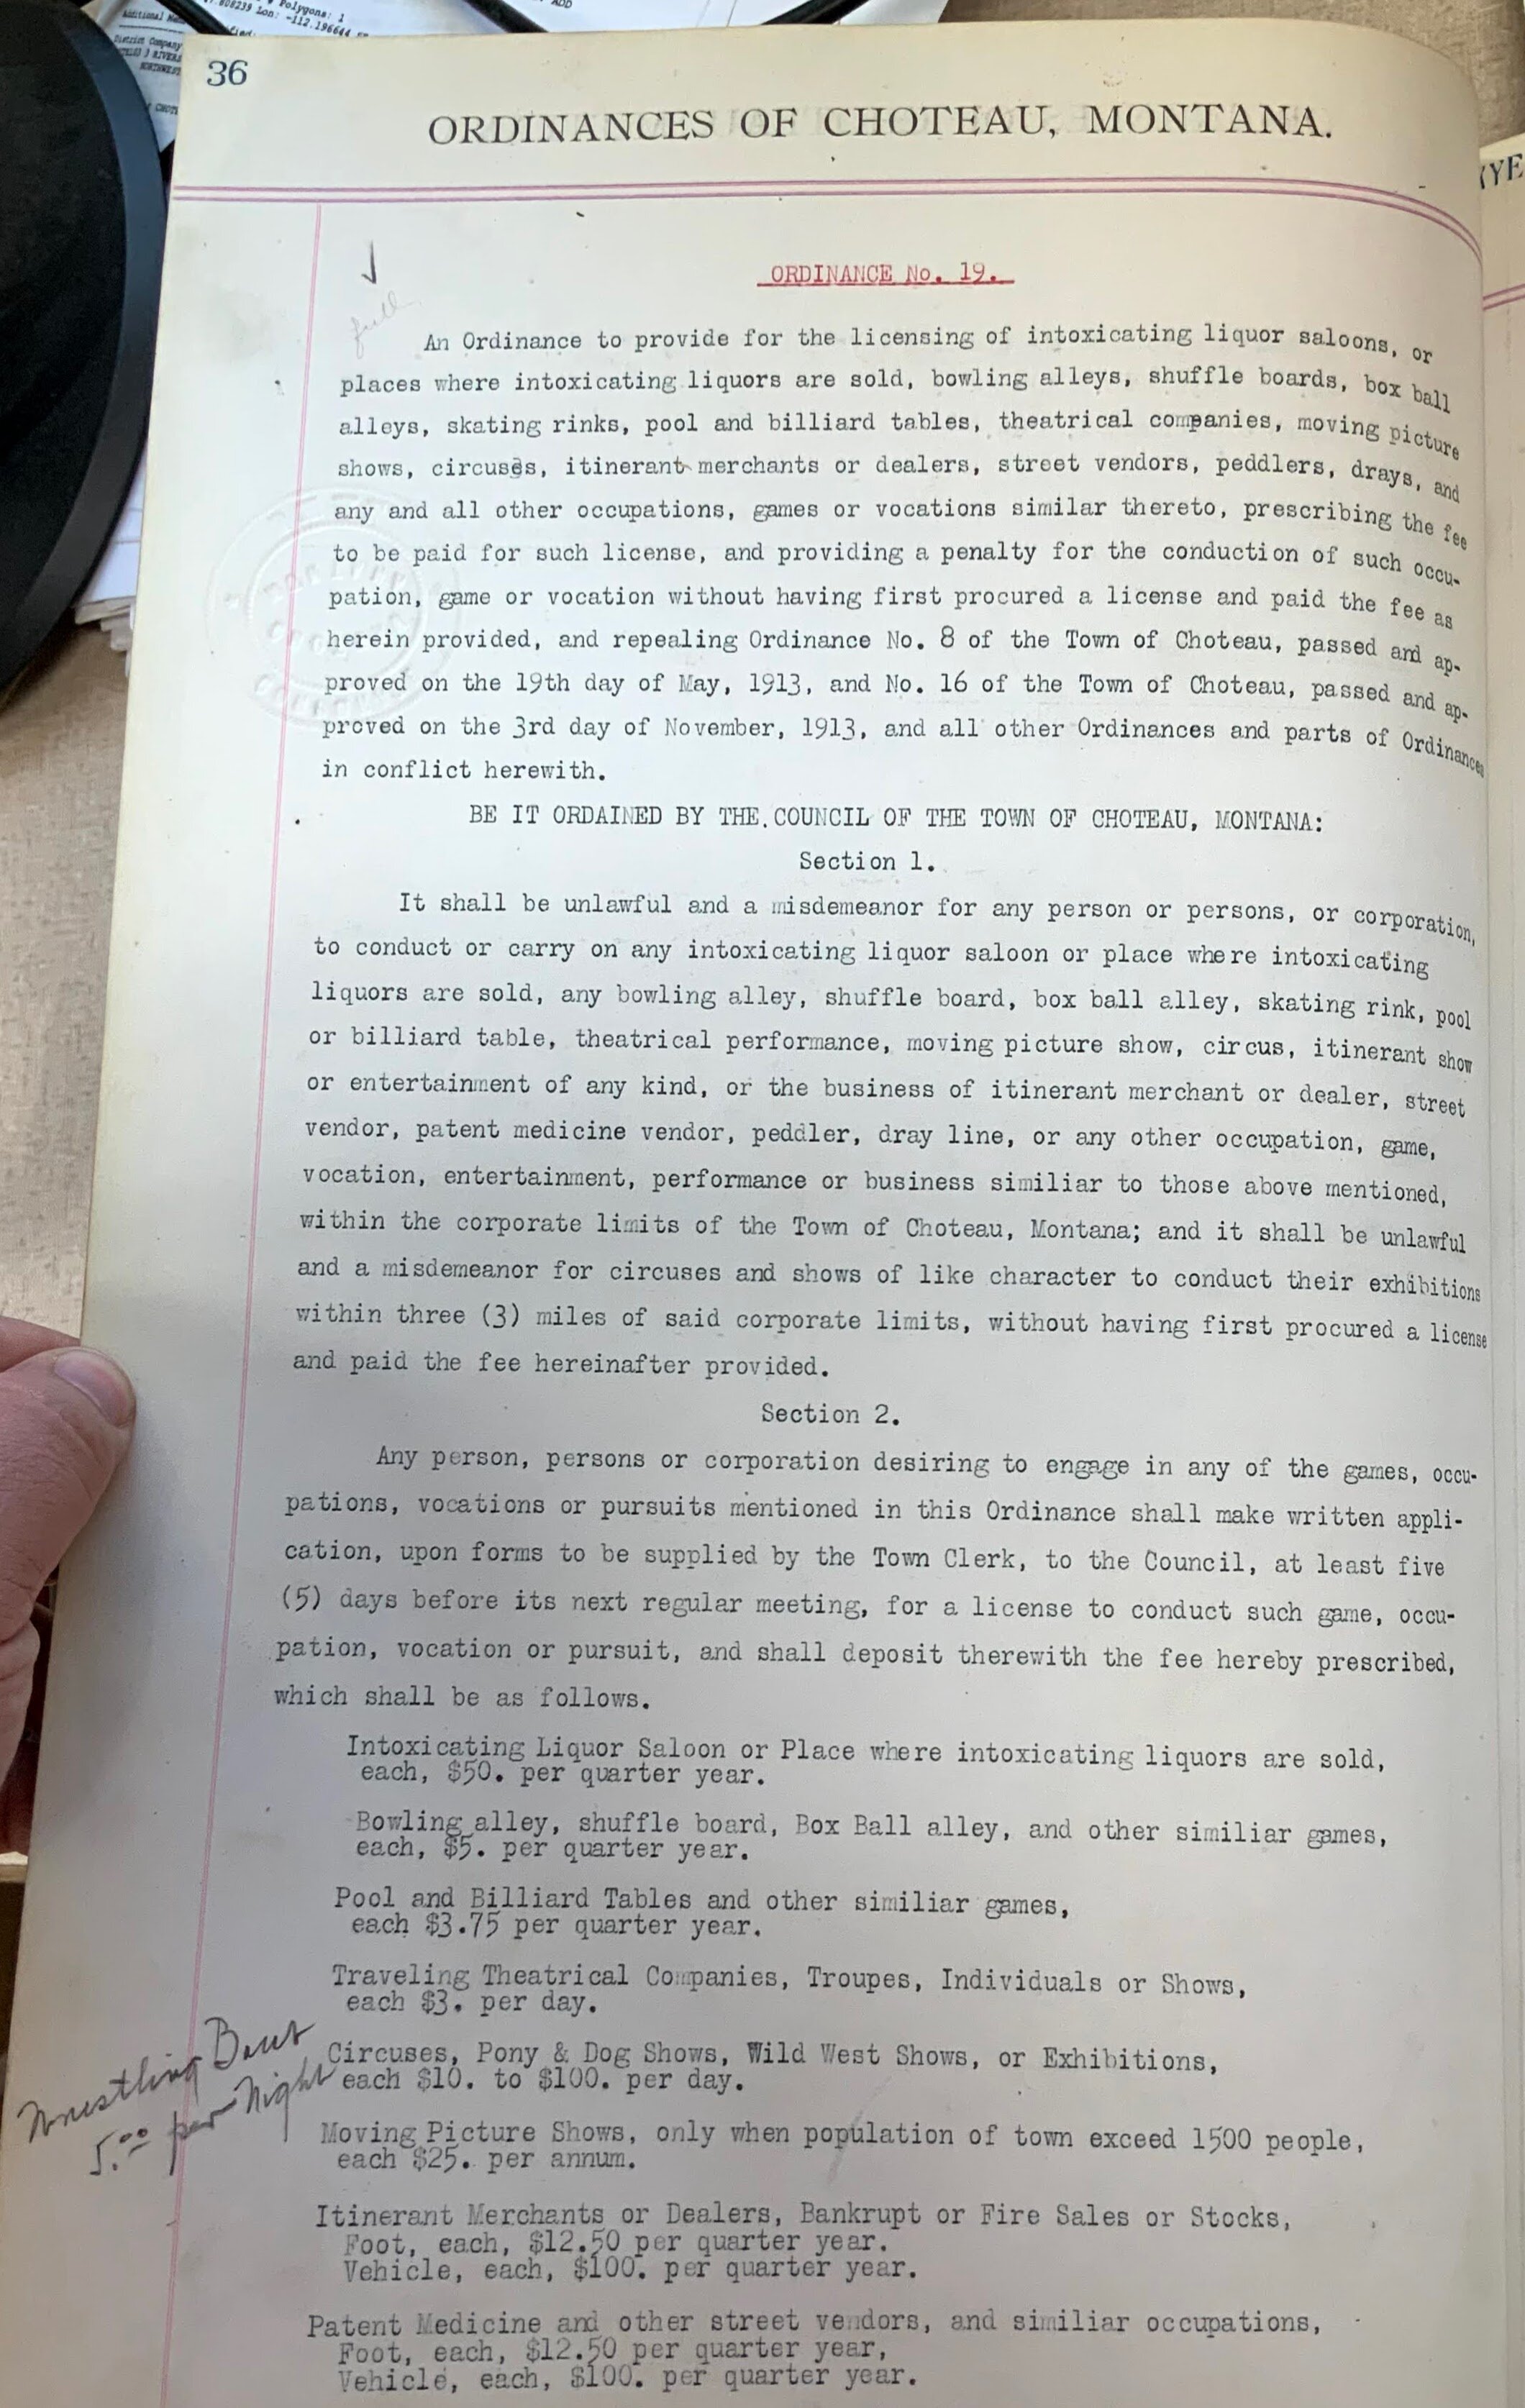 Polygons: 1
Lon: -112.196644
ADD
District Company
36
ORDINANCES OF CHOTEAU, MONTANA.
ORDINANCE No. 19.
An Ordinance to provide for the licensing of intoxicating liquor saloons, or
places where intoxicating liquors are sold, bowling alleys, shuffle boards, box ball
alleys, skating rinks, pool and billiard tables, theatrical companies, moving picture
shows, circuses, itinerant merchants or dealers, street vendors, peddlers, drays, and
any and all other occupations, games or vocations similar thereto, prescribing the fee
to be paid for such license, and providing a penalty for the conduction of such occu-
pation, game or vocation without having first procured a license and paid the fee as
herein provided, and repealing Ordinance No. 8 of the Town of Choteau, passed and ap-
proved on the 19th day of May, 1913, and No. 16 of the Town of Choteau, passed and ap-
proved on the 3rd day of November, 1913, and all other Ordinances and parts of Ordinances
in conflict herewith.
BE IT ORDAINED BY THE.COUNCIL OF THE TOWN OF CHOTEAU, MONTANA:
Section 1.
It shall be unlawful and a misdemeanor for any person or persons, or corporation,
to conduct or carry on any intoxicating liquor saloon or place where intoxicating
liquors are sold, any bowling alley, shuffle board, box ball alley, skating rink, pool
or billiard table, theatrical performance, moving picture show, circus, itinerant show
or entertainment of any kind, or the business of itinerant merchant or dealer, street
vendor, patent medicine vendor, peddler, dray line, or any other occupation, game,
vocation, entertainment, performance or business similiar to those above mentioned,
within the corporate limits of the Town of Choteau, Montana; and it shall be unlawful
and a misdemeanor for circuses and shows of like character to conduct their exhibitions
within three (3) miles of said corporate limits, without having first procured a license
and paid the fee hereinafter provided.
Section 2.
Any person, persons or corporation desiring to engage in any of the games, occu-
pations, vocations or pursuits mentioned in this Ordinance shall make written appli-
cation, upon forms to be supplied by the Town Clerk, to the Council, at least five
(5) days before its next regular meeting, for a license to conduct such game, occu-
pation, vocation or pursuit, and shall deposit therewith the fee hereby prescribed,
which shall be as follows.
Intoxicating Liquor Saloon or Place where intoxicating liquors are sold,
each, $50. per quarter year.
Bowling alley, shuffle board, Box Ball alley, and other similiar games,
each, $5. per quarter year.
Pool and Billiard Tables and other similiar games,
each $3.75 per quarter year.
Traveling Theatrical Companies, Troupes, Individuals or Shows,
each $3. per day.
Wrestling Bout
5.00 per Night
Circuses, Pony & Dog Shows, Wild West Shows, or Exhibitions,
each $10. to $100. per day.
Moving Picture Shows, only when population of town exceed 1500 people,
each $25. per annum.
Itinerant Merchants or Dealers, Bankrupt or Fire Sales or Stocks,
Foot, each, $12.50 per quarter year.
Vehicle, each, $100. per quarter year.
Patent Medicine and other street vendors, and similiar occupations,
Foot, each, $12.50 per quarter year,
Vehicle, each, $100. per quarter year.